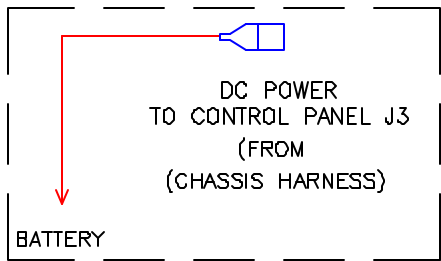 DC POWER
TO CONTROL PANEL J3
(FROM
(CHASSIS HARNESS)
BATTERY